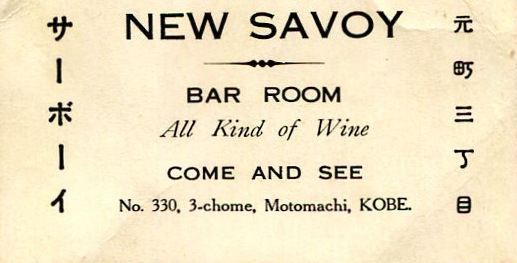 NEW SAVOY
BAR ROOM
All Kind of Wine
COME AND SEE
No. 330, 3-chome, Motomachi, KOBE.
サーボーイ
元町三丁目